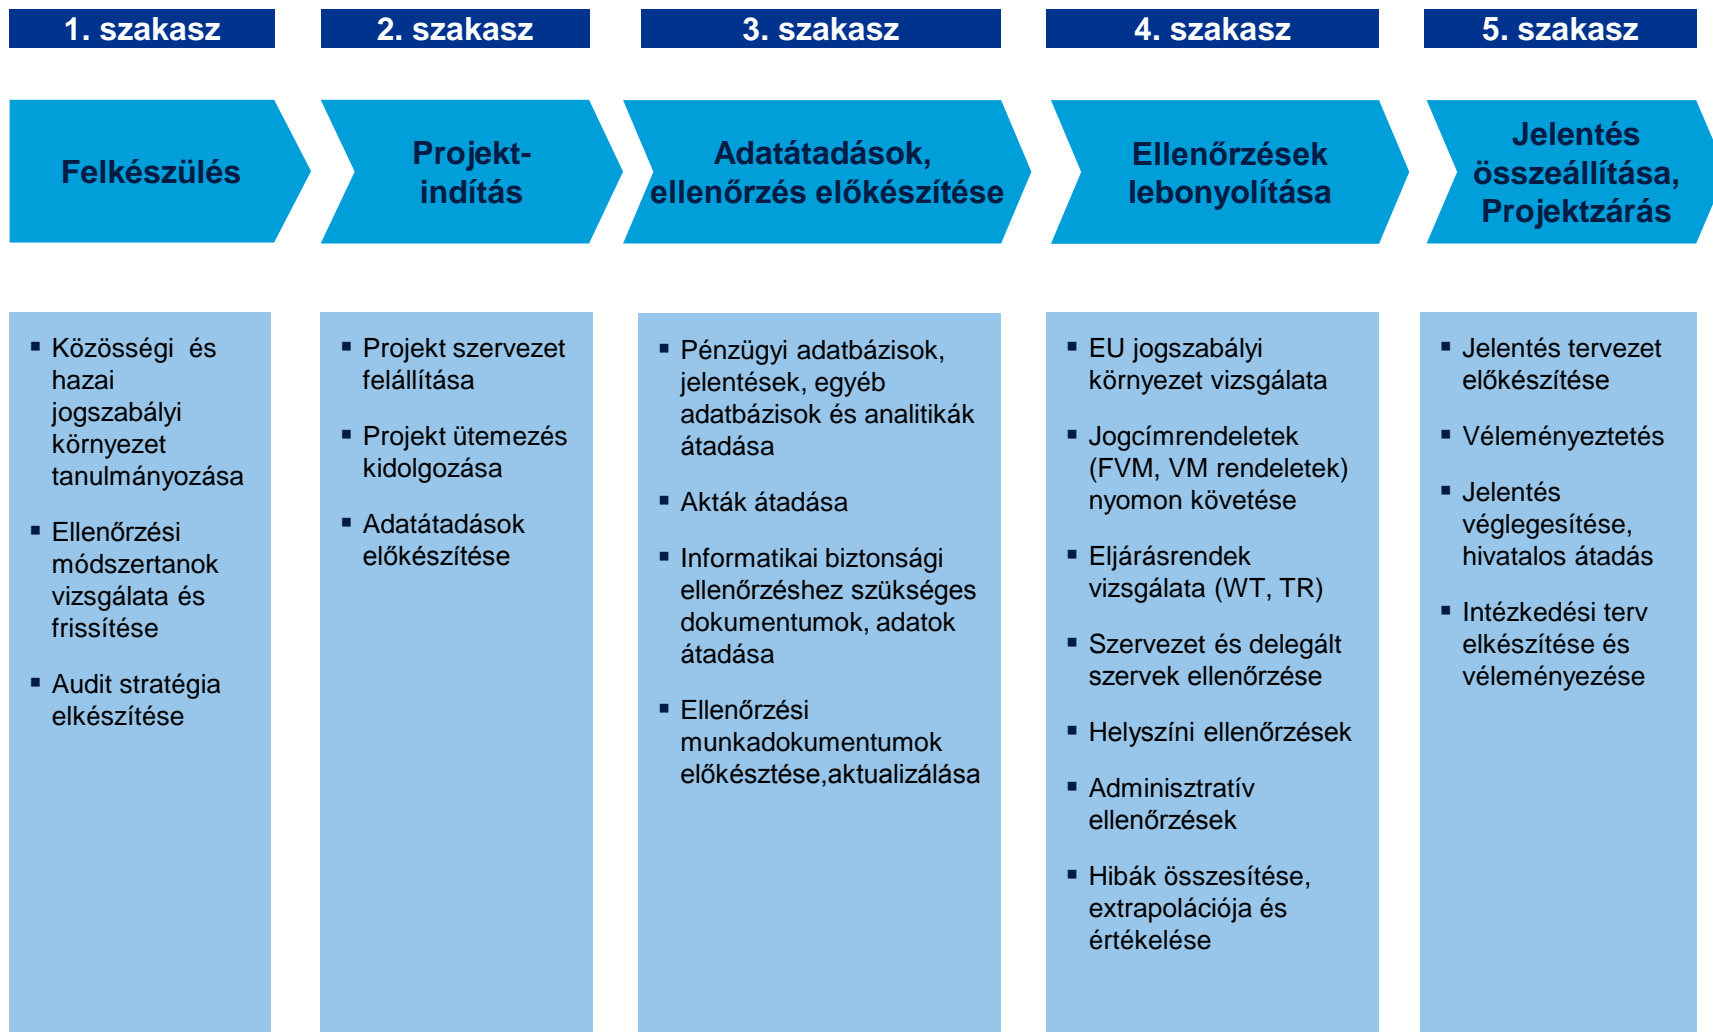 1. szakasz
2. szakasz
3. szakasz
4. szakasz
5. szakasz
Felkészülés
Projekt-
indítás
Adatátadások,
ellenőrzés előkészítése
Ellenőrzések
lebonyolítása
Jelentés
összeállítása,
Projektzárás
▪ Közösségi és
hazai
jogszabályi
környezet
tanulmányozása
▪ Ellenőrzési
módszertanok
vizsgálata és
frissítése
▪ Audit stratégia
elkészítése
▪ Projekt szervezet
felállítása
▪ Projekt ütemezés
kidolgozása
▪ Adatátadások
előkészítése
▪ Pénzügyi adatbázisok,
jelentések, egyéb
adatbázisok és analitikák
átadása
▪ Akták átadása
▪ Informatikai biztonsági
ellenőrzéshez szükséges
dokumentumok, adatok
átadása
▪ Ellenőrzési
munkadokumentumok
előkésztése,aktualizálása
▪ EU jogszabályi
környezet vizsgálata
▪ Jogcímrendeletek
(FVM, VM rendeletek)
nyomon követése
▪ Eljárásrendek
vizsgálata (WT, TR)
▪ Szervezet és delegált
szervek ellenőrzése
▪ Helyszíni ellenőrzések
▪ Adminisztratív
ellenőrzések
▪ Hibák összesítése,
extrapolációja és
értékelése
▪ Jelentés tervezet
előkészítése
▪ Véleményeztetés
▪ Jelentés
véglegesítése,
hivatalos átadás
▪ Intézkedési terv
elkészítése és
véleményezése